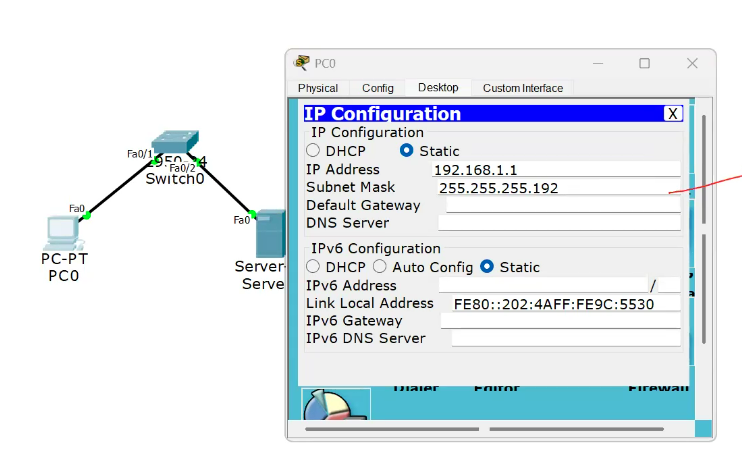 PC0
Physical Config Desktop Custom Interface
IP Configuration X
IP Configuration
DHCP Static
IP Address 192.168.1.1
Subnet Mask 255.255.255.192
Default Gateway
DNS Server
IPv6 Configuration
DHCP Auto Config Static
IPv6 Address /
Link Local Address FE80::202:4AFF:FE9C:5530
IPv6 Gateway
IPv6 DNS Server
Dialer Editor Firewall
Fa0/1
Fa0/2
Switch0
Fa0
PC-PT
PC0
Fa0
Server-
Serve